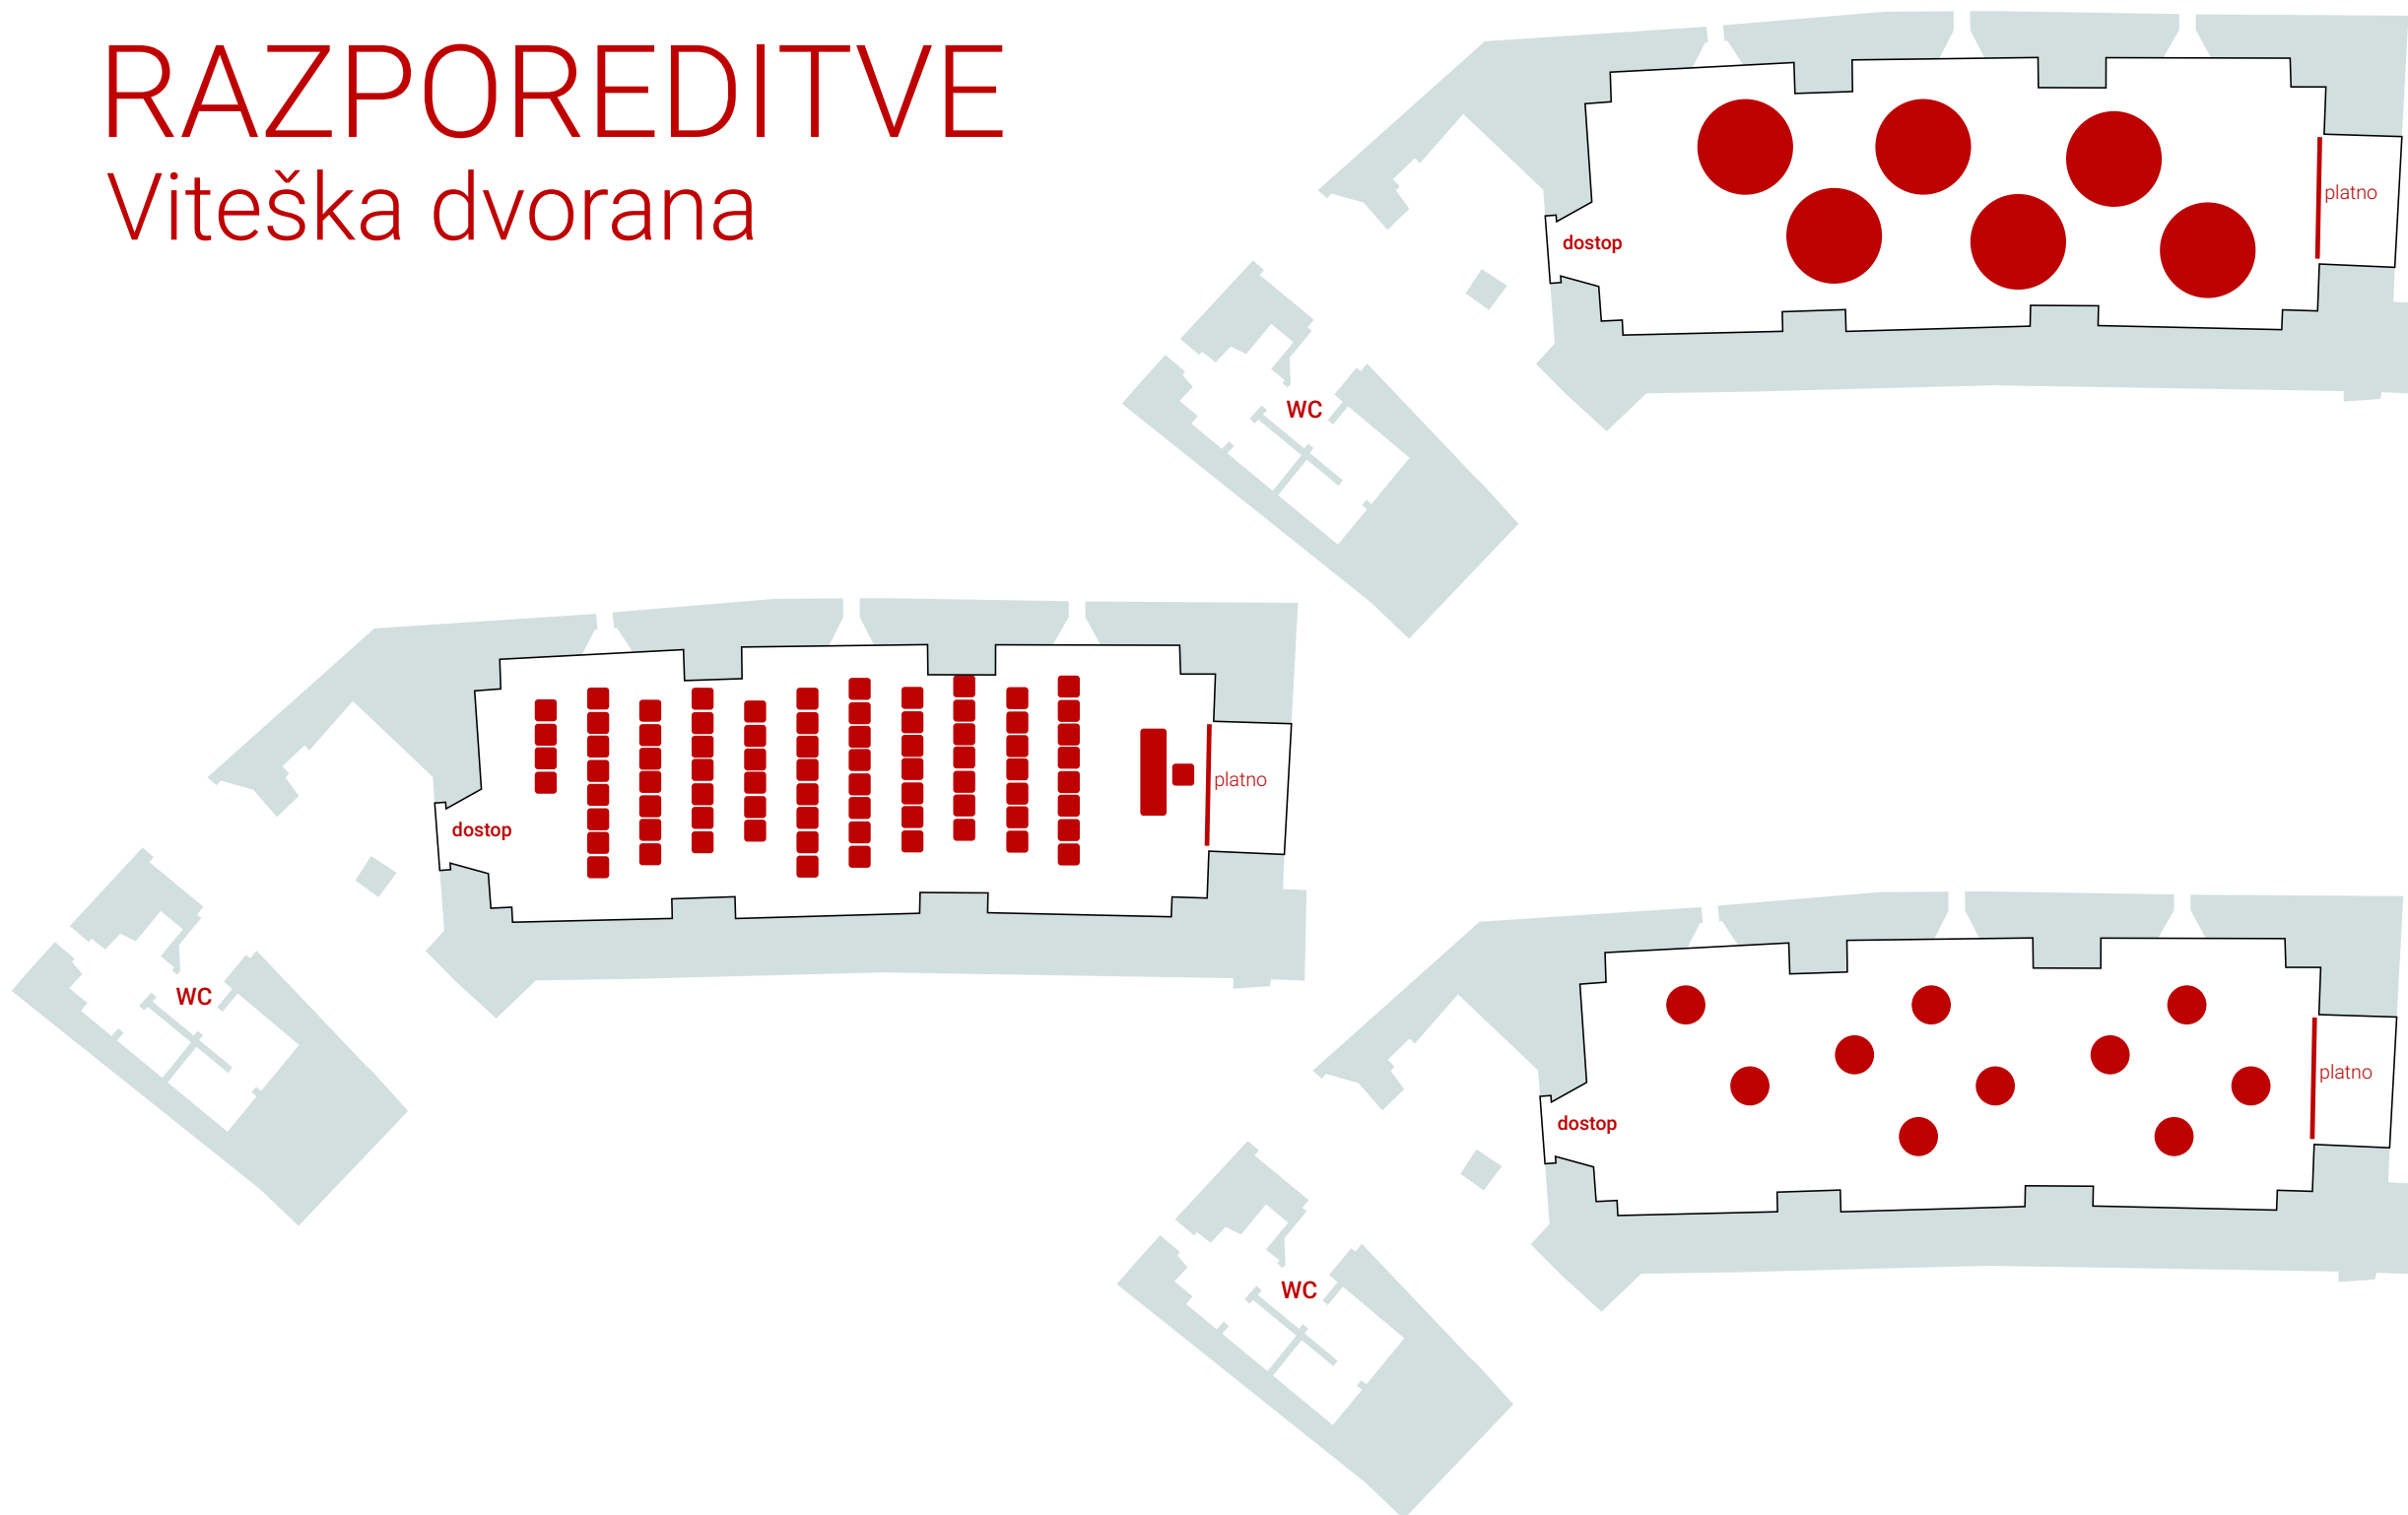 RAZPOREDITVE
Viteška dvorana
platno
dostop
WC
platno
dostop
WC
platno
dostop
WC